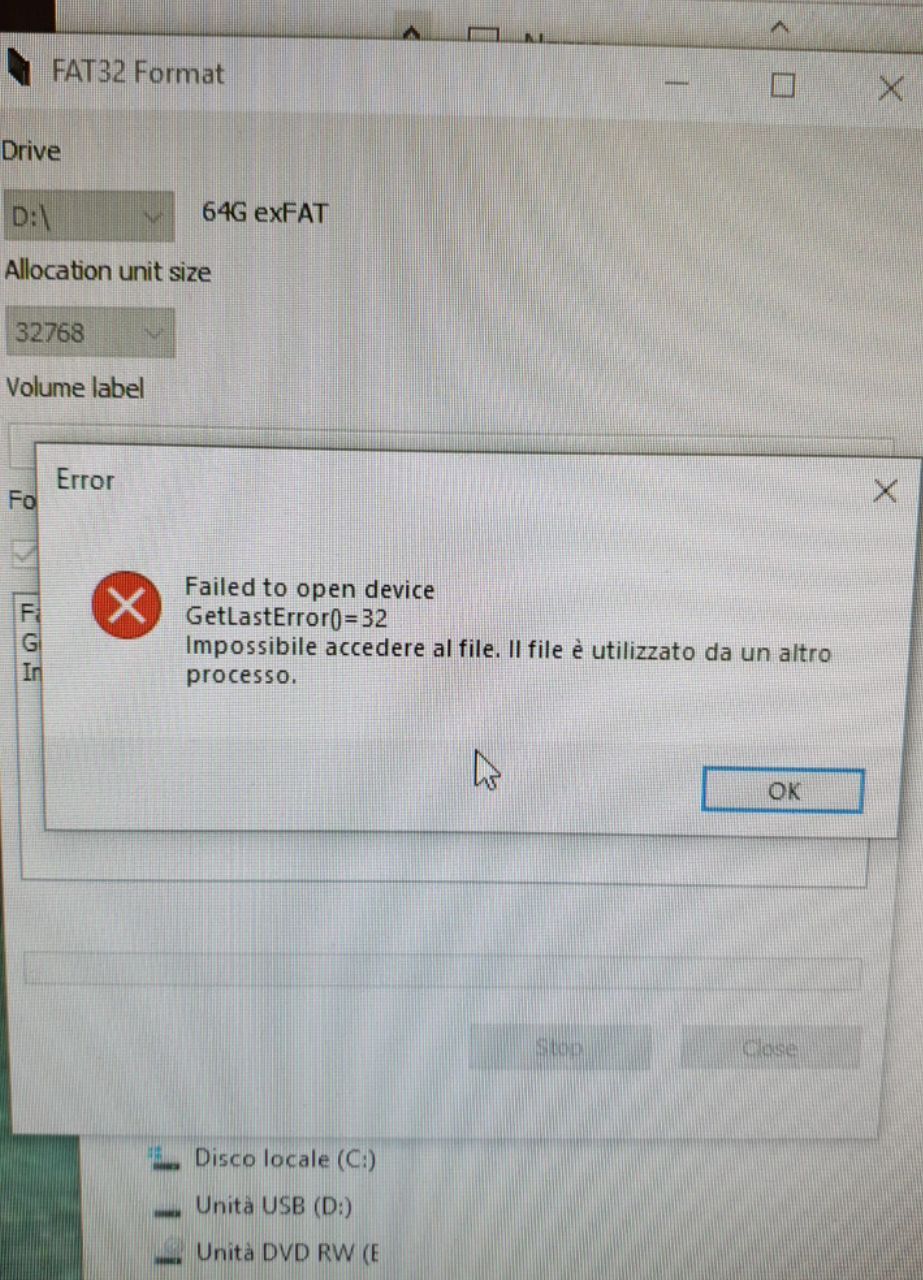 FAT32 Format
Drive
D:\
64G exFAT
Allocation unit size
32768
Volume label
Fo
Error
Failed to open device
GetLastError()=32
Impossibile accedere al file. Il file è utilizzato da un altro
processo.
G
OK
Stop
Close
Disco locale (C:)
Unità USB (D:)
Unità DVD RW (E